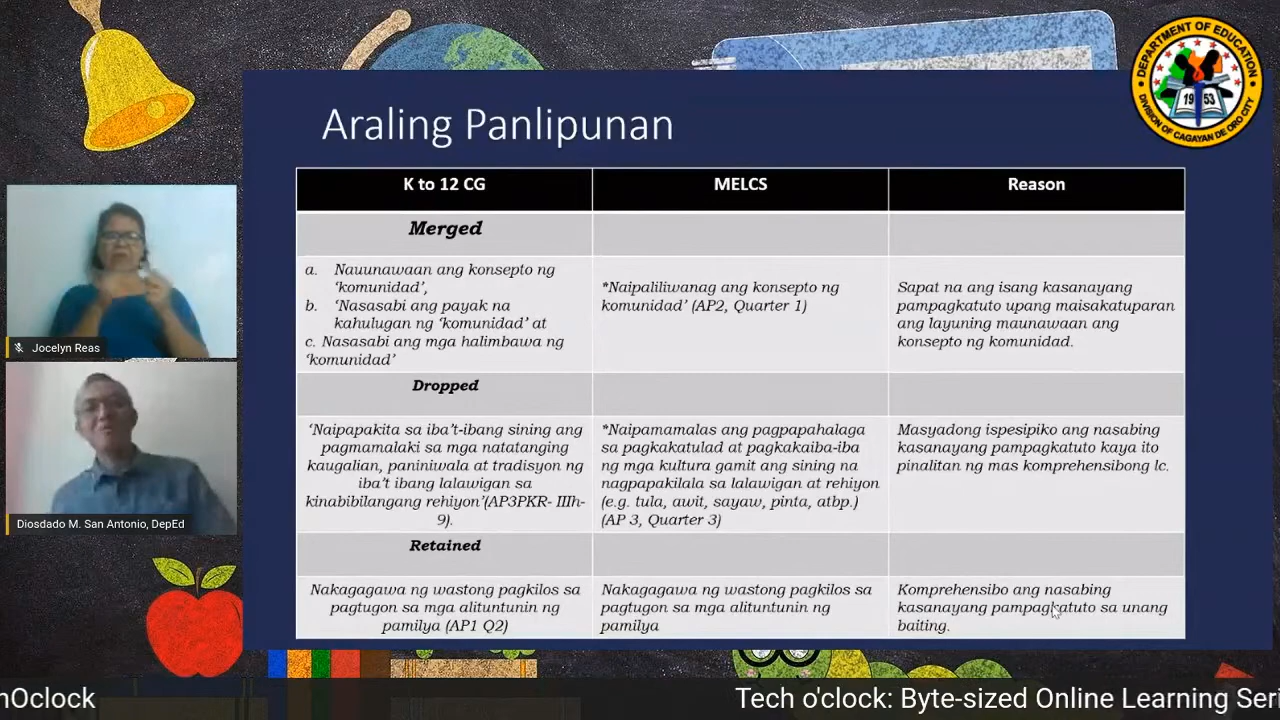 DEPARTMENT OF EDUCATION
19 53
DIVISION OF CAGAYAN DE ORO CITY
Araling Panlipunan
K to 12 CG
MELCS
Reason
Merged
a. Nauunawaan ang konsepto ng
‘komunidad’,
b. ‘Nasasabi ang payak na
kahulugan ng ‘komunidad’ at
c. Nasasabi ang mga halimbawa ng
‘komunidad’
*Naipaliliwanag ang konsepto ng
komunidad’ (AP2, Quarter 1)
Sapat na ang isang kasanayang
pampagkatuto upang maisakatuparan
ang layuning maunawaan ang
konsepto ng komunidad.
Dropped
‘Naipapakita sa iba’t-ibang sining ang
pagmamalaki sa mga natatanging
kaugalian, paniniwala at tradisyon ng
iba’t ibang lalawigan sa
kinabibilangang rehiyon’(AP3PKR- IIIh-
9).
*Naipamamalas ang pagpapahalaga
sa pagkakatulad at pagkakaiba-iba
ng mga kultura gamit ang sining na
nagpapakilala sa lalawigan at rehiyon
(e.g. tula, awit, sayaw, pinta, atbp.)
(AP 3, Quarter 3)
Masyadong ispesipiko ang nasabing
kasanayang pampagkatuto kaya ito
pinalitan ng mas komprehensibong lc.
Retained
Nakagagawa ng wastong pagkilos sa
pagtugon sa mga alituntunin ng
pamilya (AP1 Q2)
Nakagagawa ng wastong pagkilos sa
pagtugon sa mga alituntunin ng
pamilya
Komprehensibo ang nasabing
kasanayang pampagkatuto sa unang
baiting.
Jocelyn Reas
Diosdado M. San Antonio, DepEd
nOclock
Tech o'clock: Byte-sized Online Learning Seri